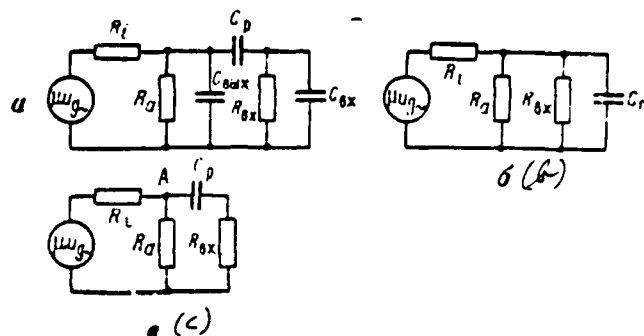 R_i
C_p
μu_g
R_a
C_вых
R_вх
C_вх
а
R_i
μu_g
R_a
R_вх
C_г
б (b)
A
C_p
R_i
μu_g
R_a
R_вх
(c)